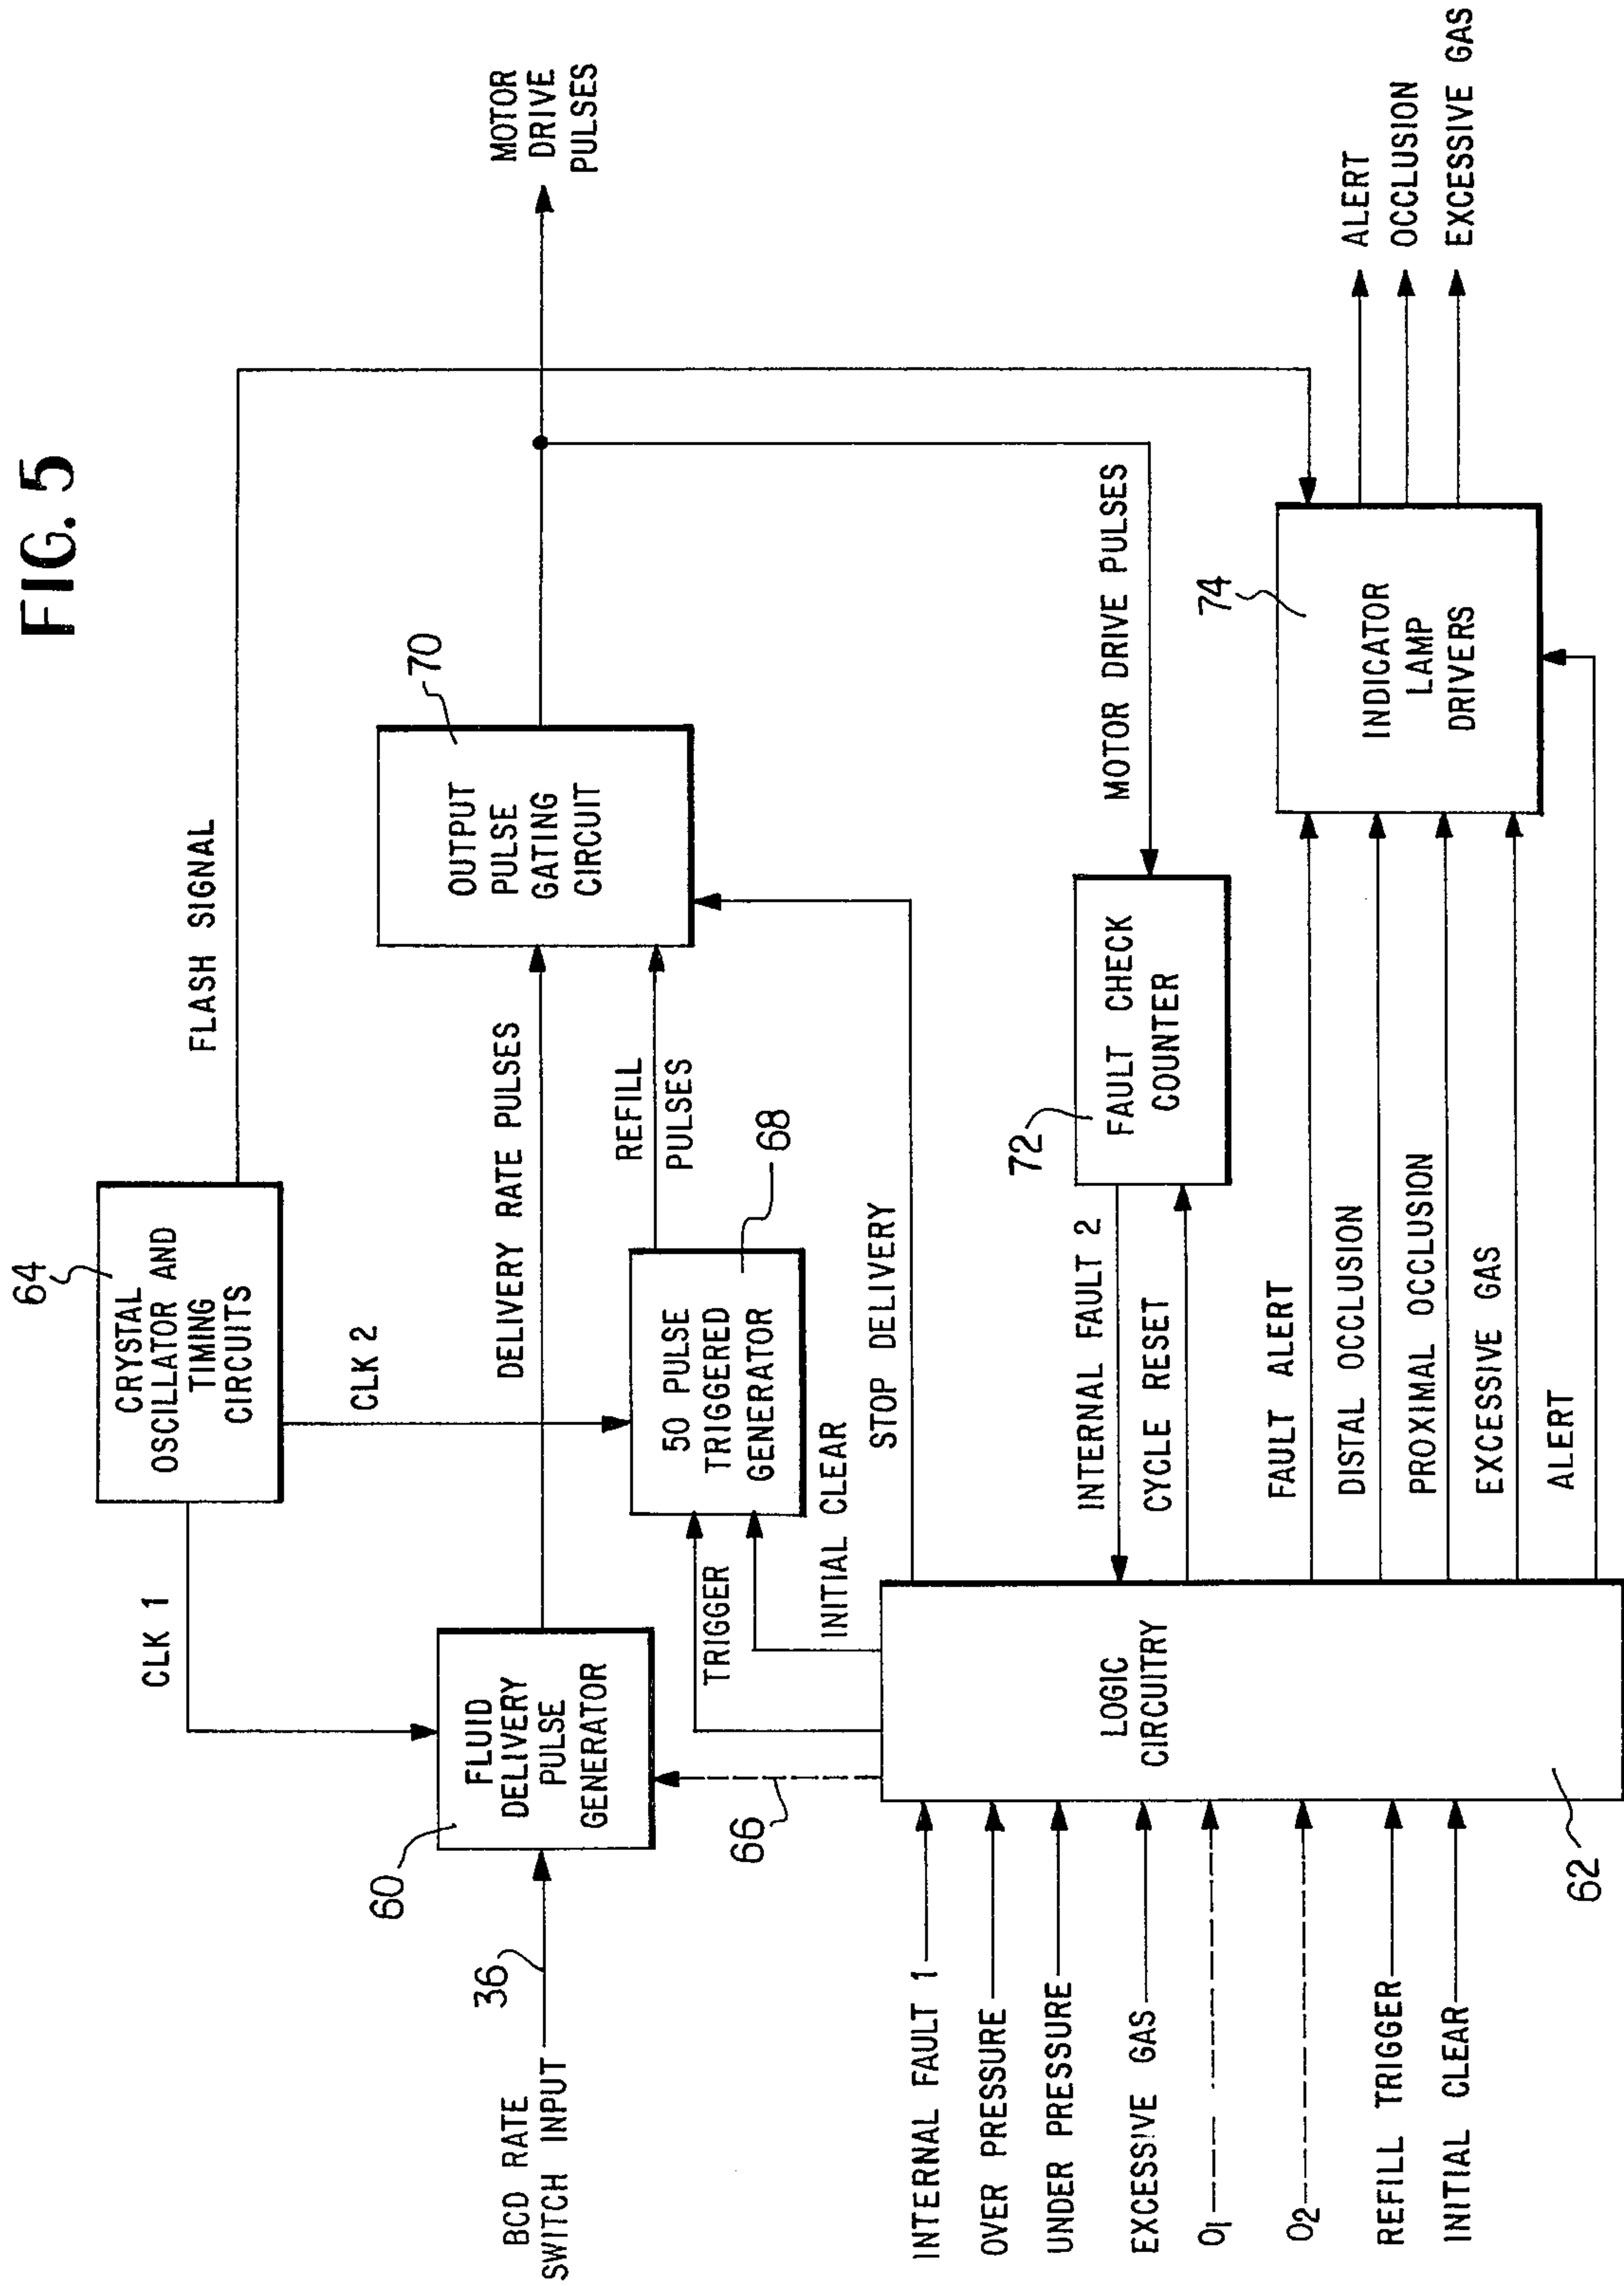 FIG. 5
64
CRYSTAL
OSCILLATOR AND
TIMING
CIRCUITS
FLASH SIGNAL
CLK 1
CLK 2
60
FLUID
DELIVERY
PULSE
GENERATOR
BCD RATE
SWITCH INPUT
36
DELIVERY RATE PULSES
70
OUTPUT
PULSE
GATING
CIRCUIT
MOTOR
DRIVE
PULSES
50 PULSE
TRIGGERED
GENERATOR
68
REFILL
PULSES
TRIGGER
INITIAL CLEAR
66
STOP DELIVERY
LOGIC
CIRCUITRY
62
INTERNAL FAULT 1
OVER PRESSURE
UNDER PRESSURE
EXCESSIVE GAS
O1
O2
REFILL TRIGGER
INITIAL CLEAR
INTERNAL FAULT 2
CYCLE RESET
72
FAULT CHECK
COUNTER
MOTOR DRIVE PULSES
FAULT ALERT
DISTAL OCCLUSION
PROXIMAL OCCLUSION
EXCESSIVE GAS
ALERT
74
INDICATOR
LAMP
DRIVERS
ALERT
OCCLUSION
EXCESSIVE GAS